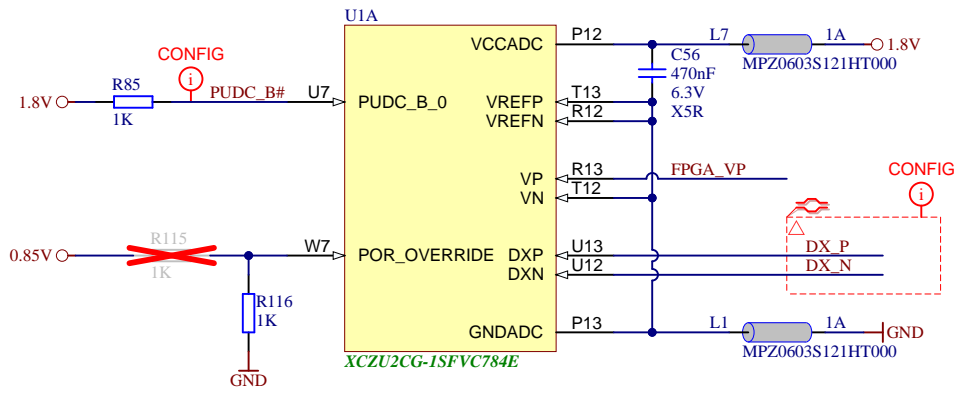 U1A
CONFIG
i
R85
1K
1.8V
PUDC_B#
U7
PUDC_B_0
VCCADC
P12
L7
1A
1.8V
MPZ0603S121HT000
C56
470nF
6.3V
X5R
VREFP
T13
VREFN
R12
VP
R13
FPGA_VP
VN
T12
CONFIG
i
0.85V
R115
1K
W7
POR_OVERRIDE
DXP
U13
DX_P
DXN
U12
DX_N
R116
1K
GND
GNDADC
P13
L1
1A
GND
MPZ0603S121HT000
XCZU2CG-1SFVC784E